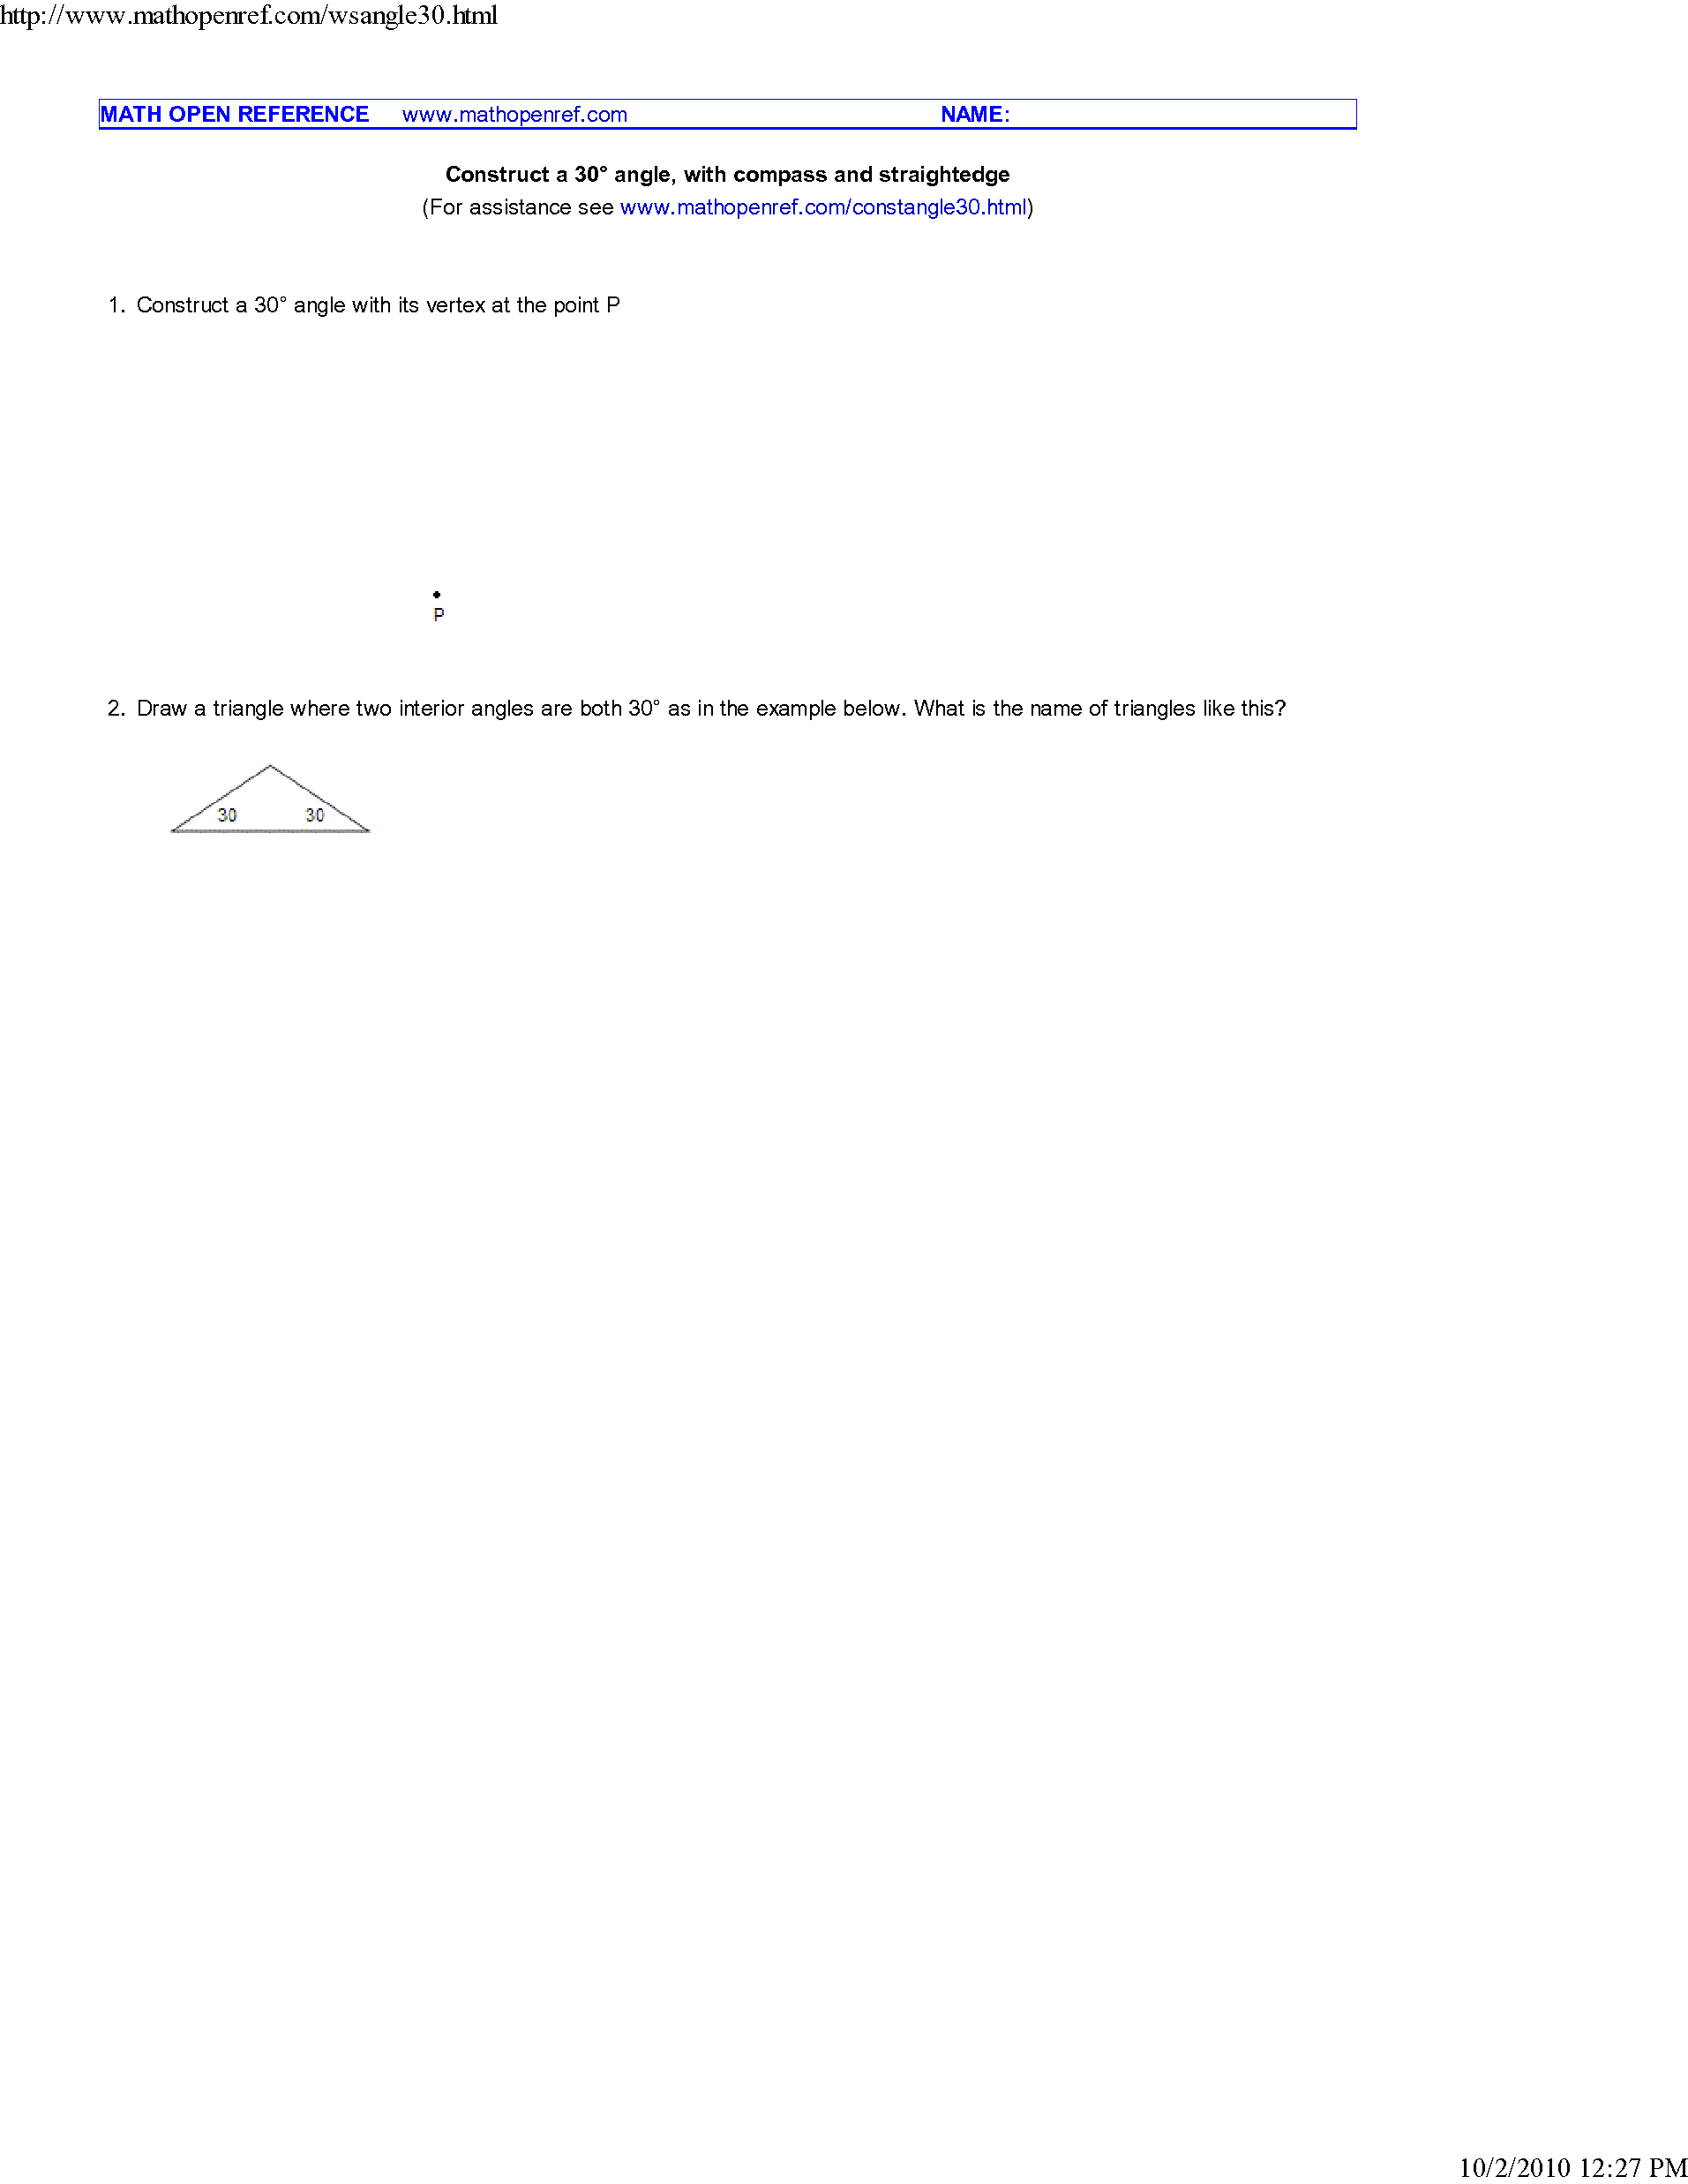 http://www.mathopenref.com/wsangle30.html
MATH OPEN REFERENCE www.mathopenref.com NAME:
Construct a 30° angle, with compass and straightedge
(For assistance see www.mathopenref.com/constangle30.html)
1. Construct a 30° angle with its vertex at the point P
P
2. Draw a triangle where two interior angles are both 30° as in the example below. What is the name of triangles like this?
30 30
10/2/2010 12:27 PM